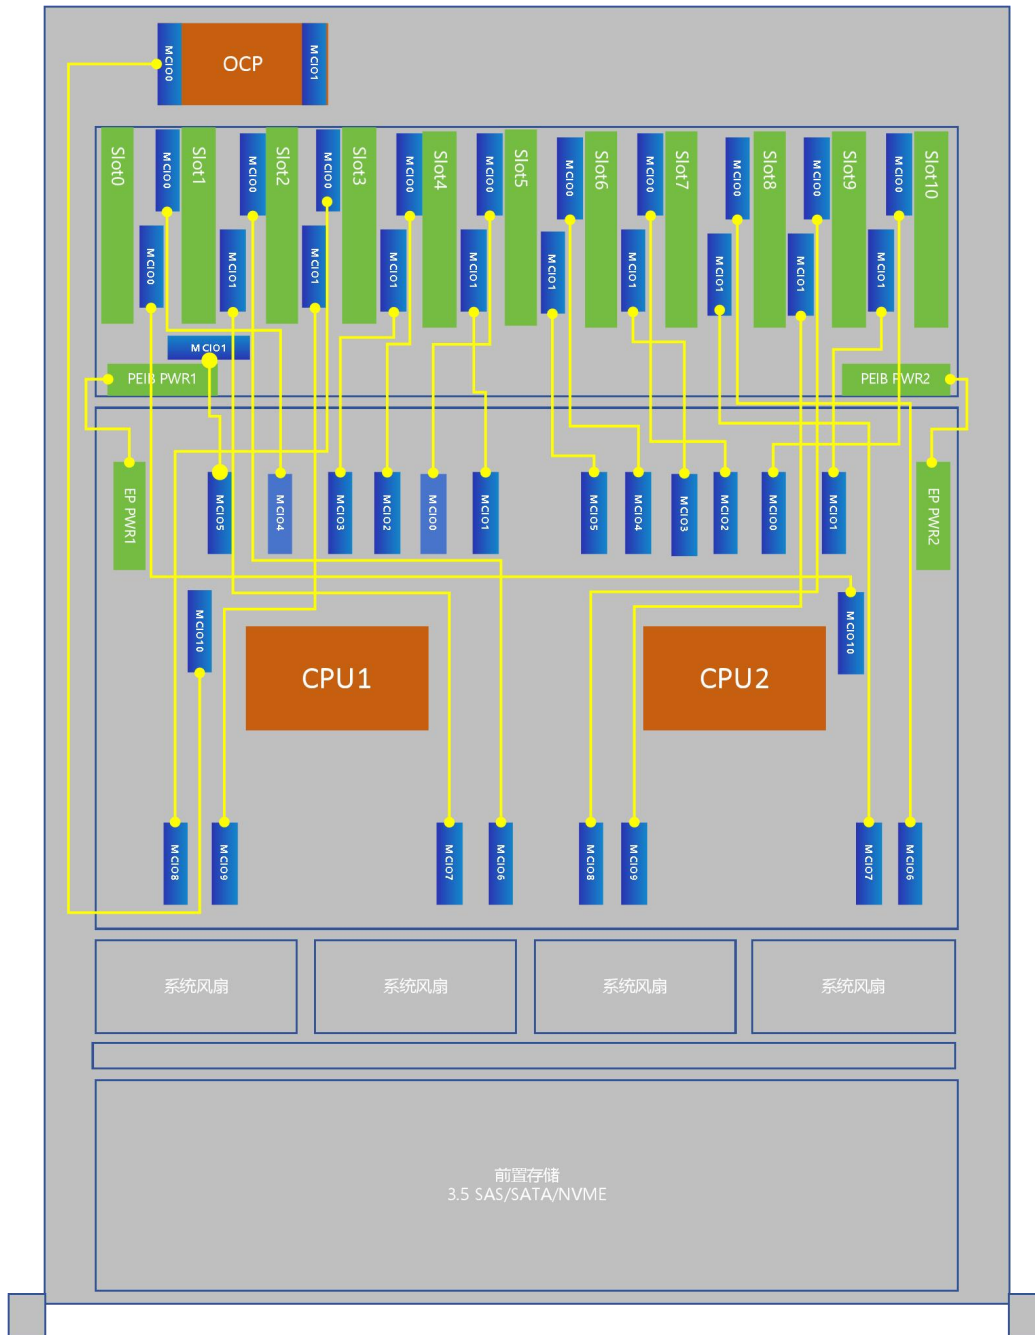 MCIO0
OCP
MCIO1
Slot0
MCIO0
Slot1
MCIO0
Slot2
MCIO0
Slot3
MCIO0
Slot4
MCIO0
Slot5
MCIO0
Slot6
MCIO0
Slot7
MCIO0
Slot8
MCIO0
Slot9
MCIO0
Slot10
MCIO0
MCIO1
MCIO1
MCIO1
MCIO1
MCIO1
MCIO1
MCIO1
MCIO1
MCIO1
MCIO1
PEIB PWR1
PEIB PWR2
EP PWR1
MCIO5
MCIO4
MCIO3
MCIO2
MCIO0
MCIO1
MCIO5
MCIO4
MCIO3
MCIO2
MCIO0
MCIO1
EP PWR2
MCIO10
CPU1
CPU2
MCIO10
MCIO8
MCIO9
MCIO7
MCIO6
MCIO8
MCIO9
MCIO7
MCIO6
系统风扇
系统风扇
系统风扇
系统风扇
前置存储
3.5 SAS/SATA/NVME